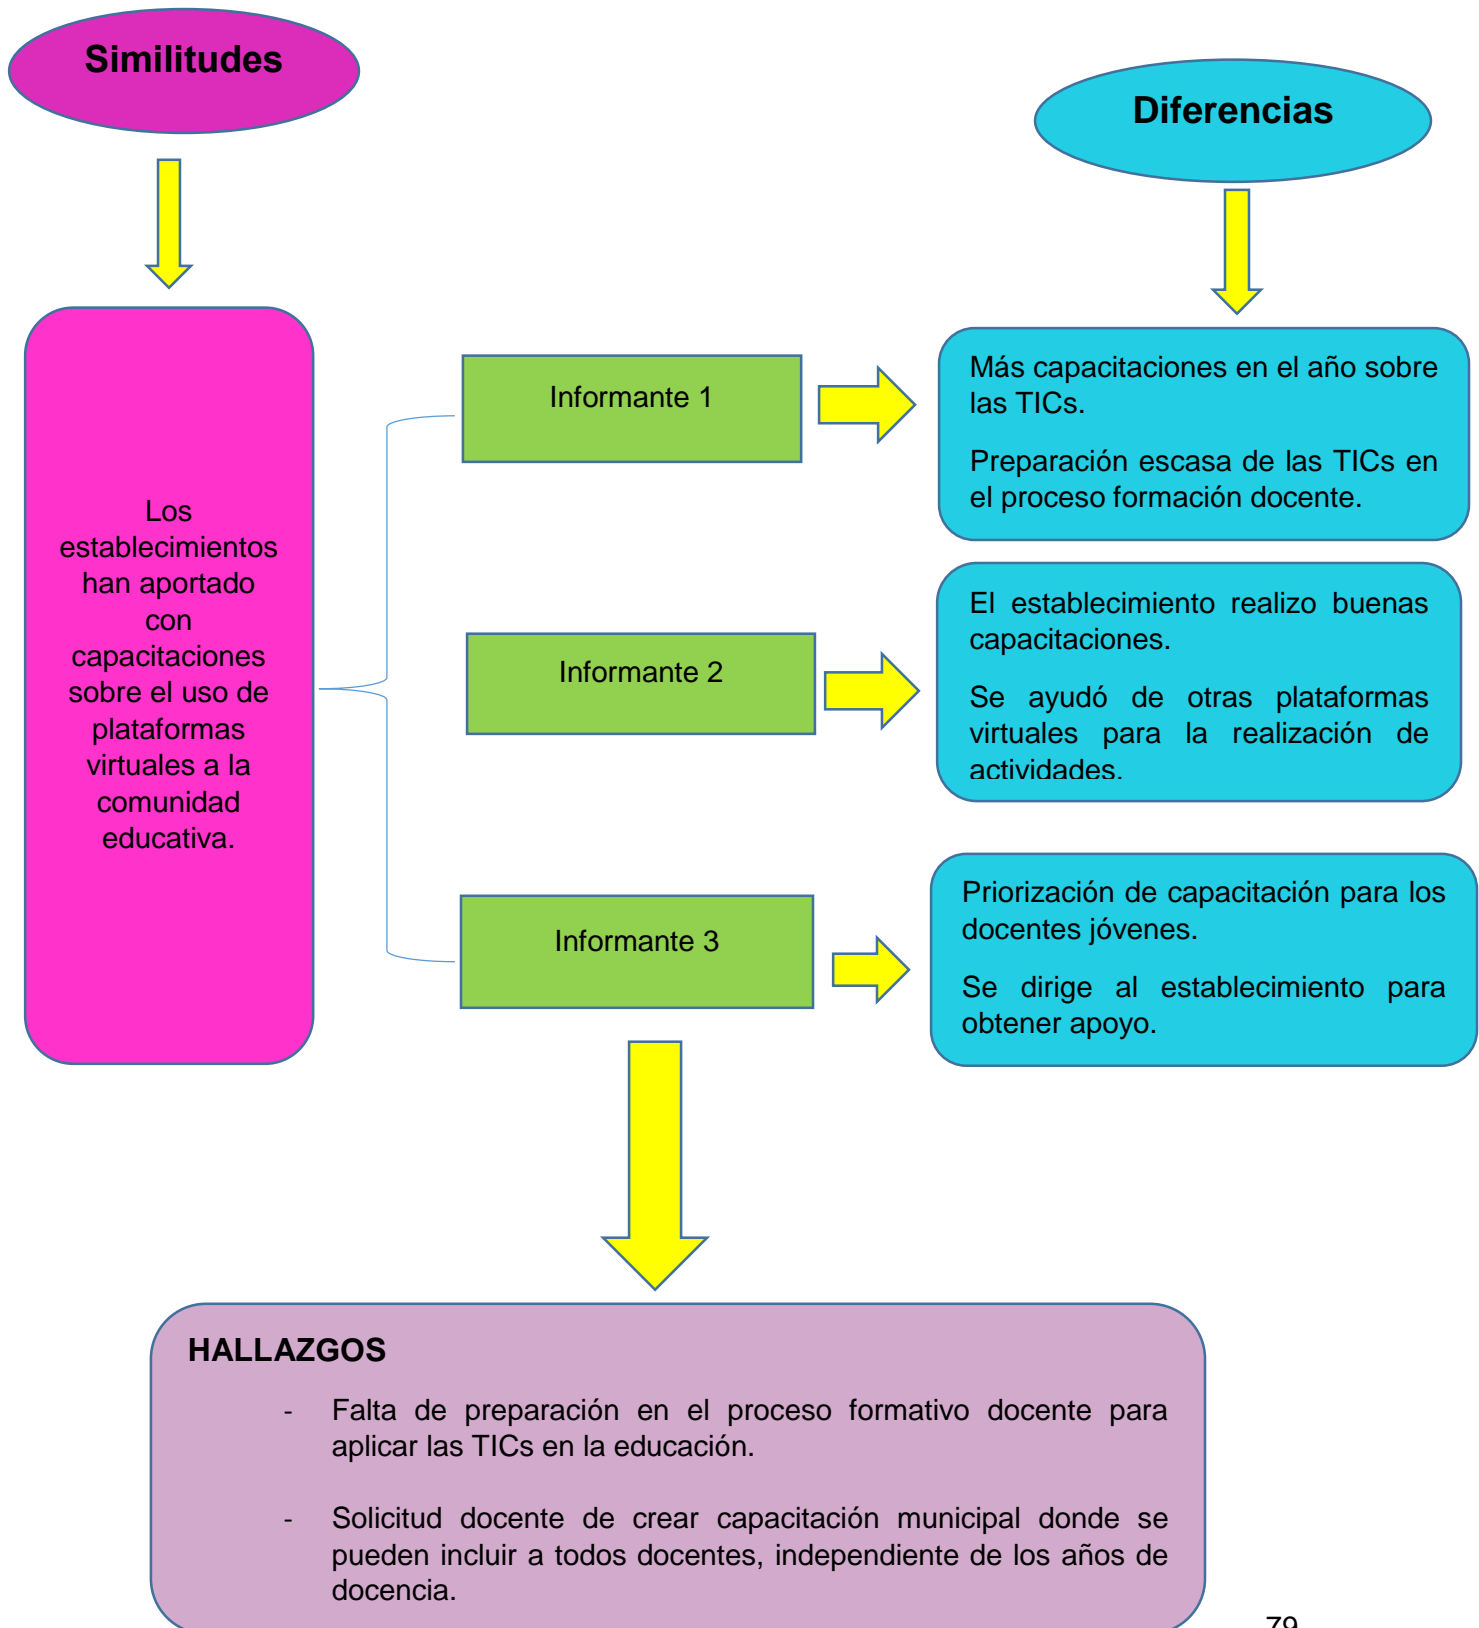 Similitudes
Diferencias
Los
establecimientos
han aportado
con
capacitaciones
sobre el uso de
plataformas
virtuales a la
comunidad
educativa.
Informante 1
Más capacitaciones en el año sobre
las TICs.
Preparación escasa de las TICs en
el proceso formación docente.
Informante 2
El establecimiento realizo buenas
capacitaciones.
Se ayudó de otras plataformas
virtuales para la realización de
actividades.
Informante 3
Priorización de capacitación para los
docentes jóvenes.
Se dirige al establecimiento para
obtener apoyo.
HALLAZGOS
- Falta de preparación en el proceso formativo docente para
aplicar las TICs en la educación.
- Solicitud docente de crear capacitación municipal donde se
pueden incluir a todos docentes, independiente de los años de
docencia.
79